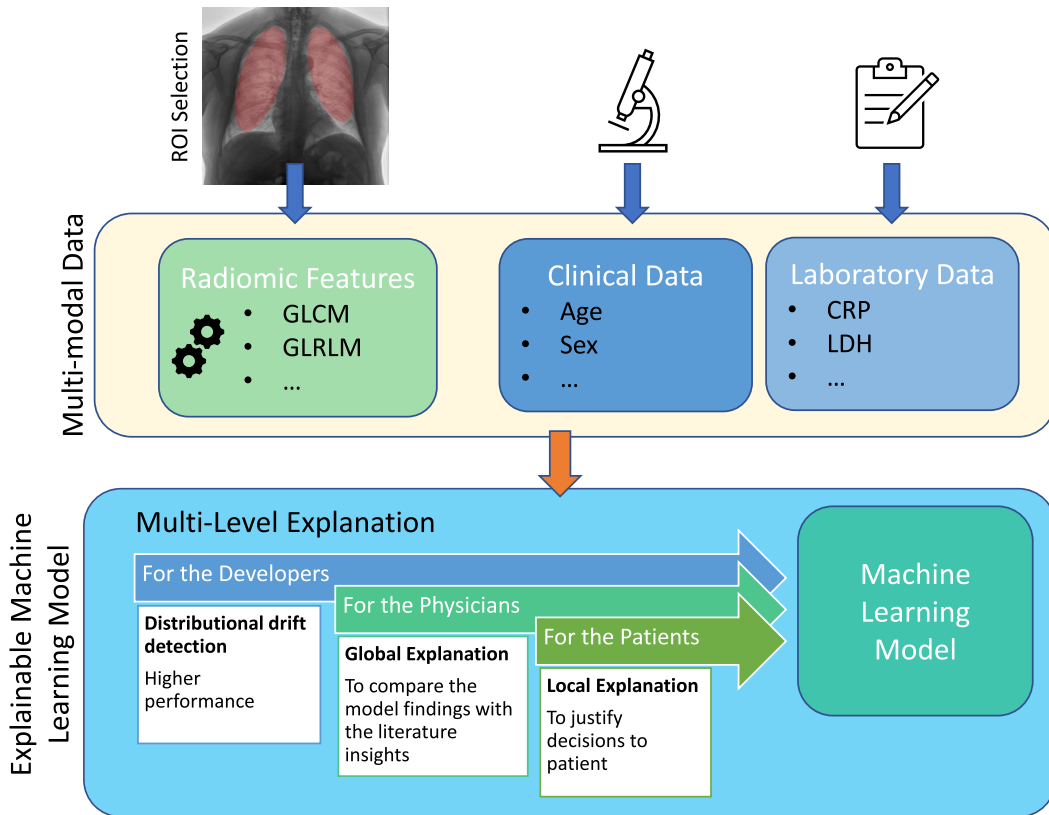 ROI Selection
Multi-modal Data
Radiomic Features
• GLCM
• GLRLM
• ...
Clinical Data
• Age
• Sex
• ...
Laboratory Data
• CRP
• LDH
• ...
Explainable Machine
Learning Model
Multi-Level Explanation
For the Developers
Distributional drift
detection
Higher
performance
For the Physicians
Global Explanation
To compare the
model findings with
the literature
insights
For the Patients
Local Explanation
To justify
decisions to
patient
Machine
Learning
Model